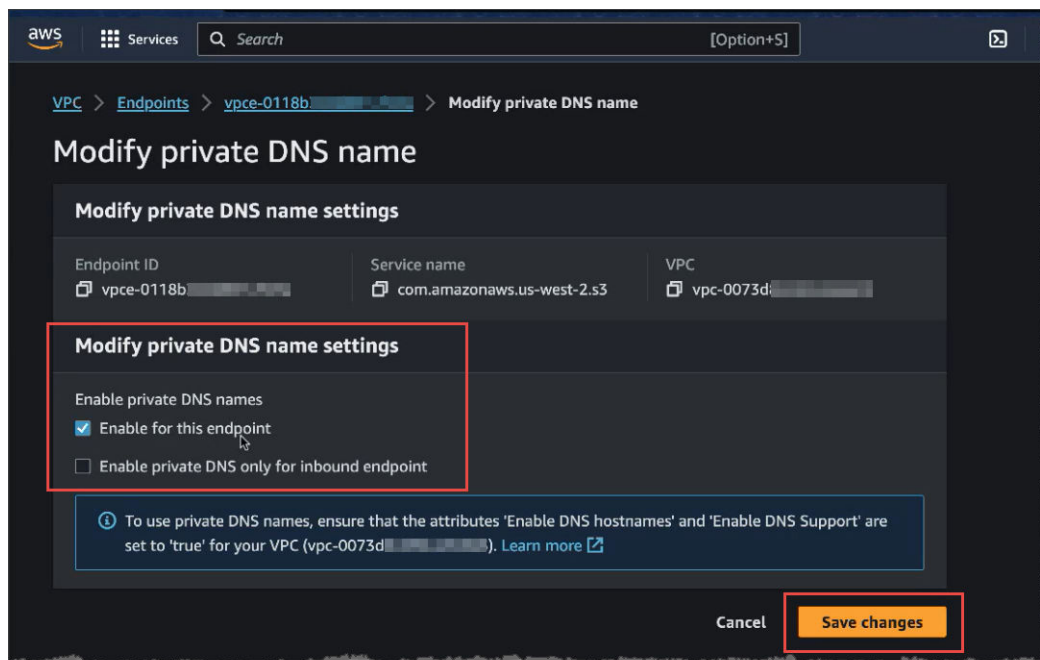 aws Services Search [Option+S]
VPC > Endpoints > vpce-0118b > Modify private DNS name
Modify private DNS name
Modify private DNS name settings
Endpoint ID Service name VPC
vpce-0118b com.amazonaws.us-west-2.s3 vpc-0073d
Modify private DNS name settings
Enable private DNS names
Enable for this endpoint
Enable private DNS only for inbound endpoint
To use private DNS names, ensure that the attributes 'Enable DNS hostnames' and 'Enable DNS Support' are
set to 'true' for your VPC (vpc-0073d). Learn more
Cancel Save changes